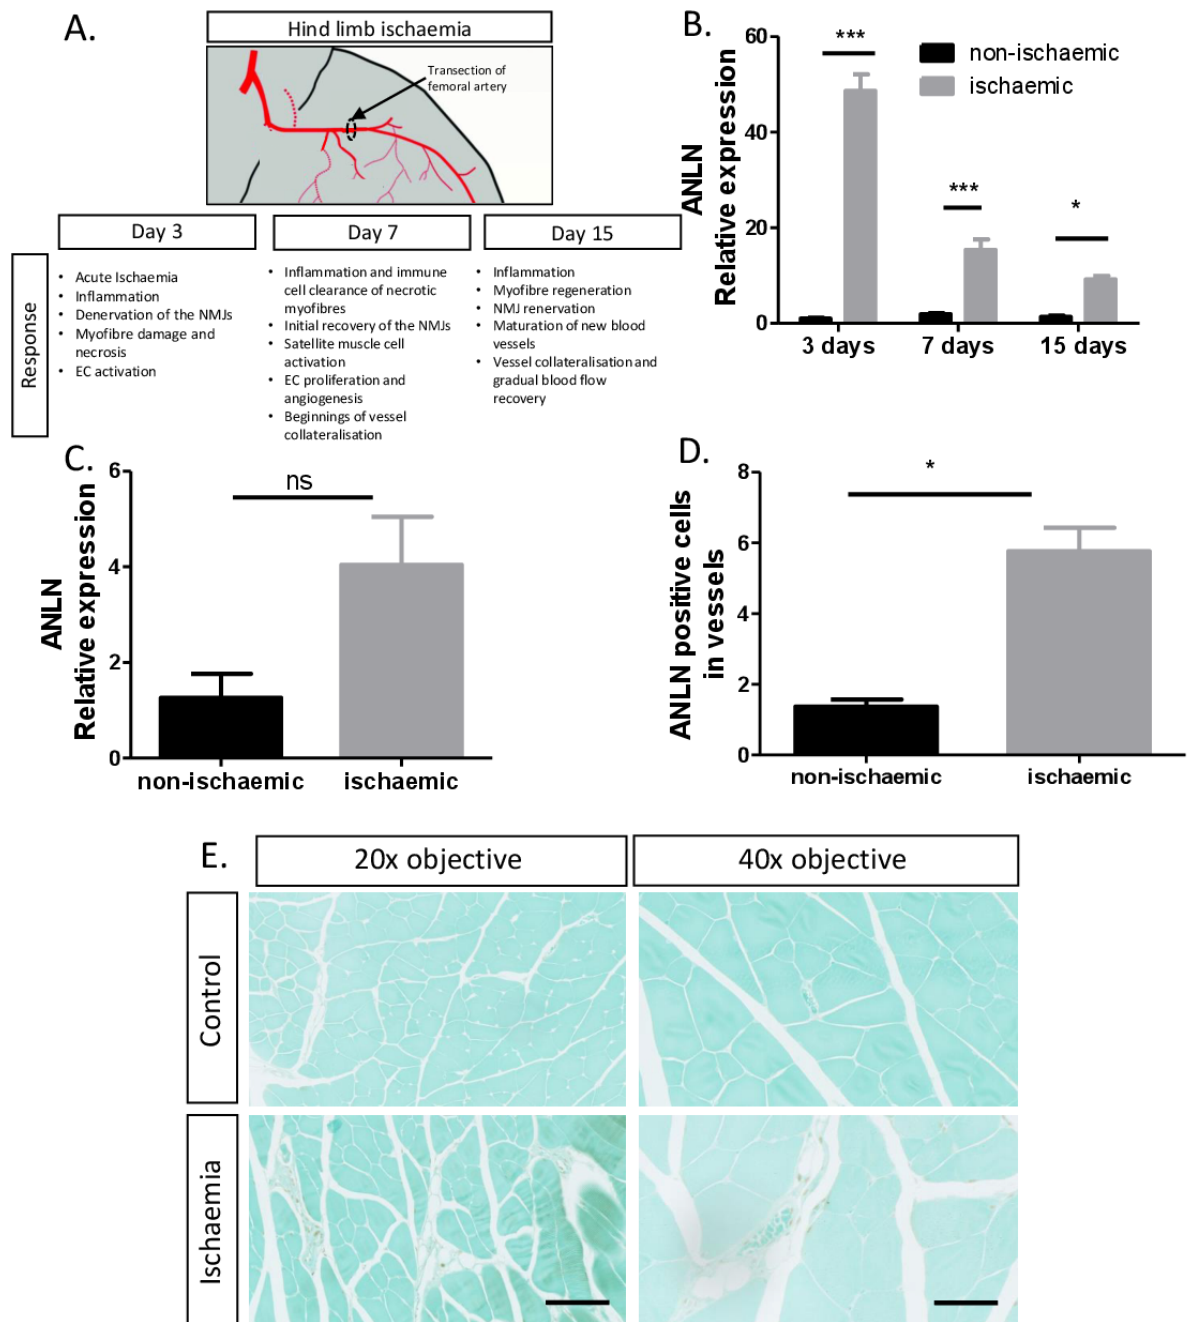 A.
Hind limb ischaemia
Transection of
femoral artery
Day 3
Day 7
Day 15
Response
• Acute Ischaemia
• Inflammation
• Denervation of the NMJs
• Myofibre damage and
necrosis
• EC activation
• Inflammation and immune
cell clearance of necrotic
myofibres
• Initial recovery of the NMJs
• Satellite muscle cell
activation
• EC proliferation and
angiogenesis
• Beginnings of vessel
collateralisation
• Inflammation
• Myofibre regeneration
• NMJ renervation
• Maturation of new blood
vessels
• Vessel collateralisation and
gradual blood flow
recovery
B.
ANLN
Relative expression
60
40
20
0
***
***
*
non-ischaemic
ischaemic
3 days
7 days
15 days
C.
ANLN
Relative expression
6
4
2
0
ns
non-ischaemic
ischaemic
D.
ANLN positive cells
in vessels
8
6
4
2
0
*
non-ischaemic
ischaemic
E.
20x objective
40x objective
Control
Ischaemia